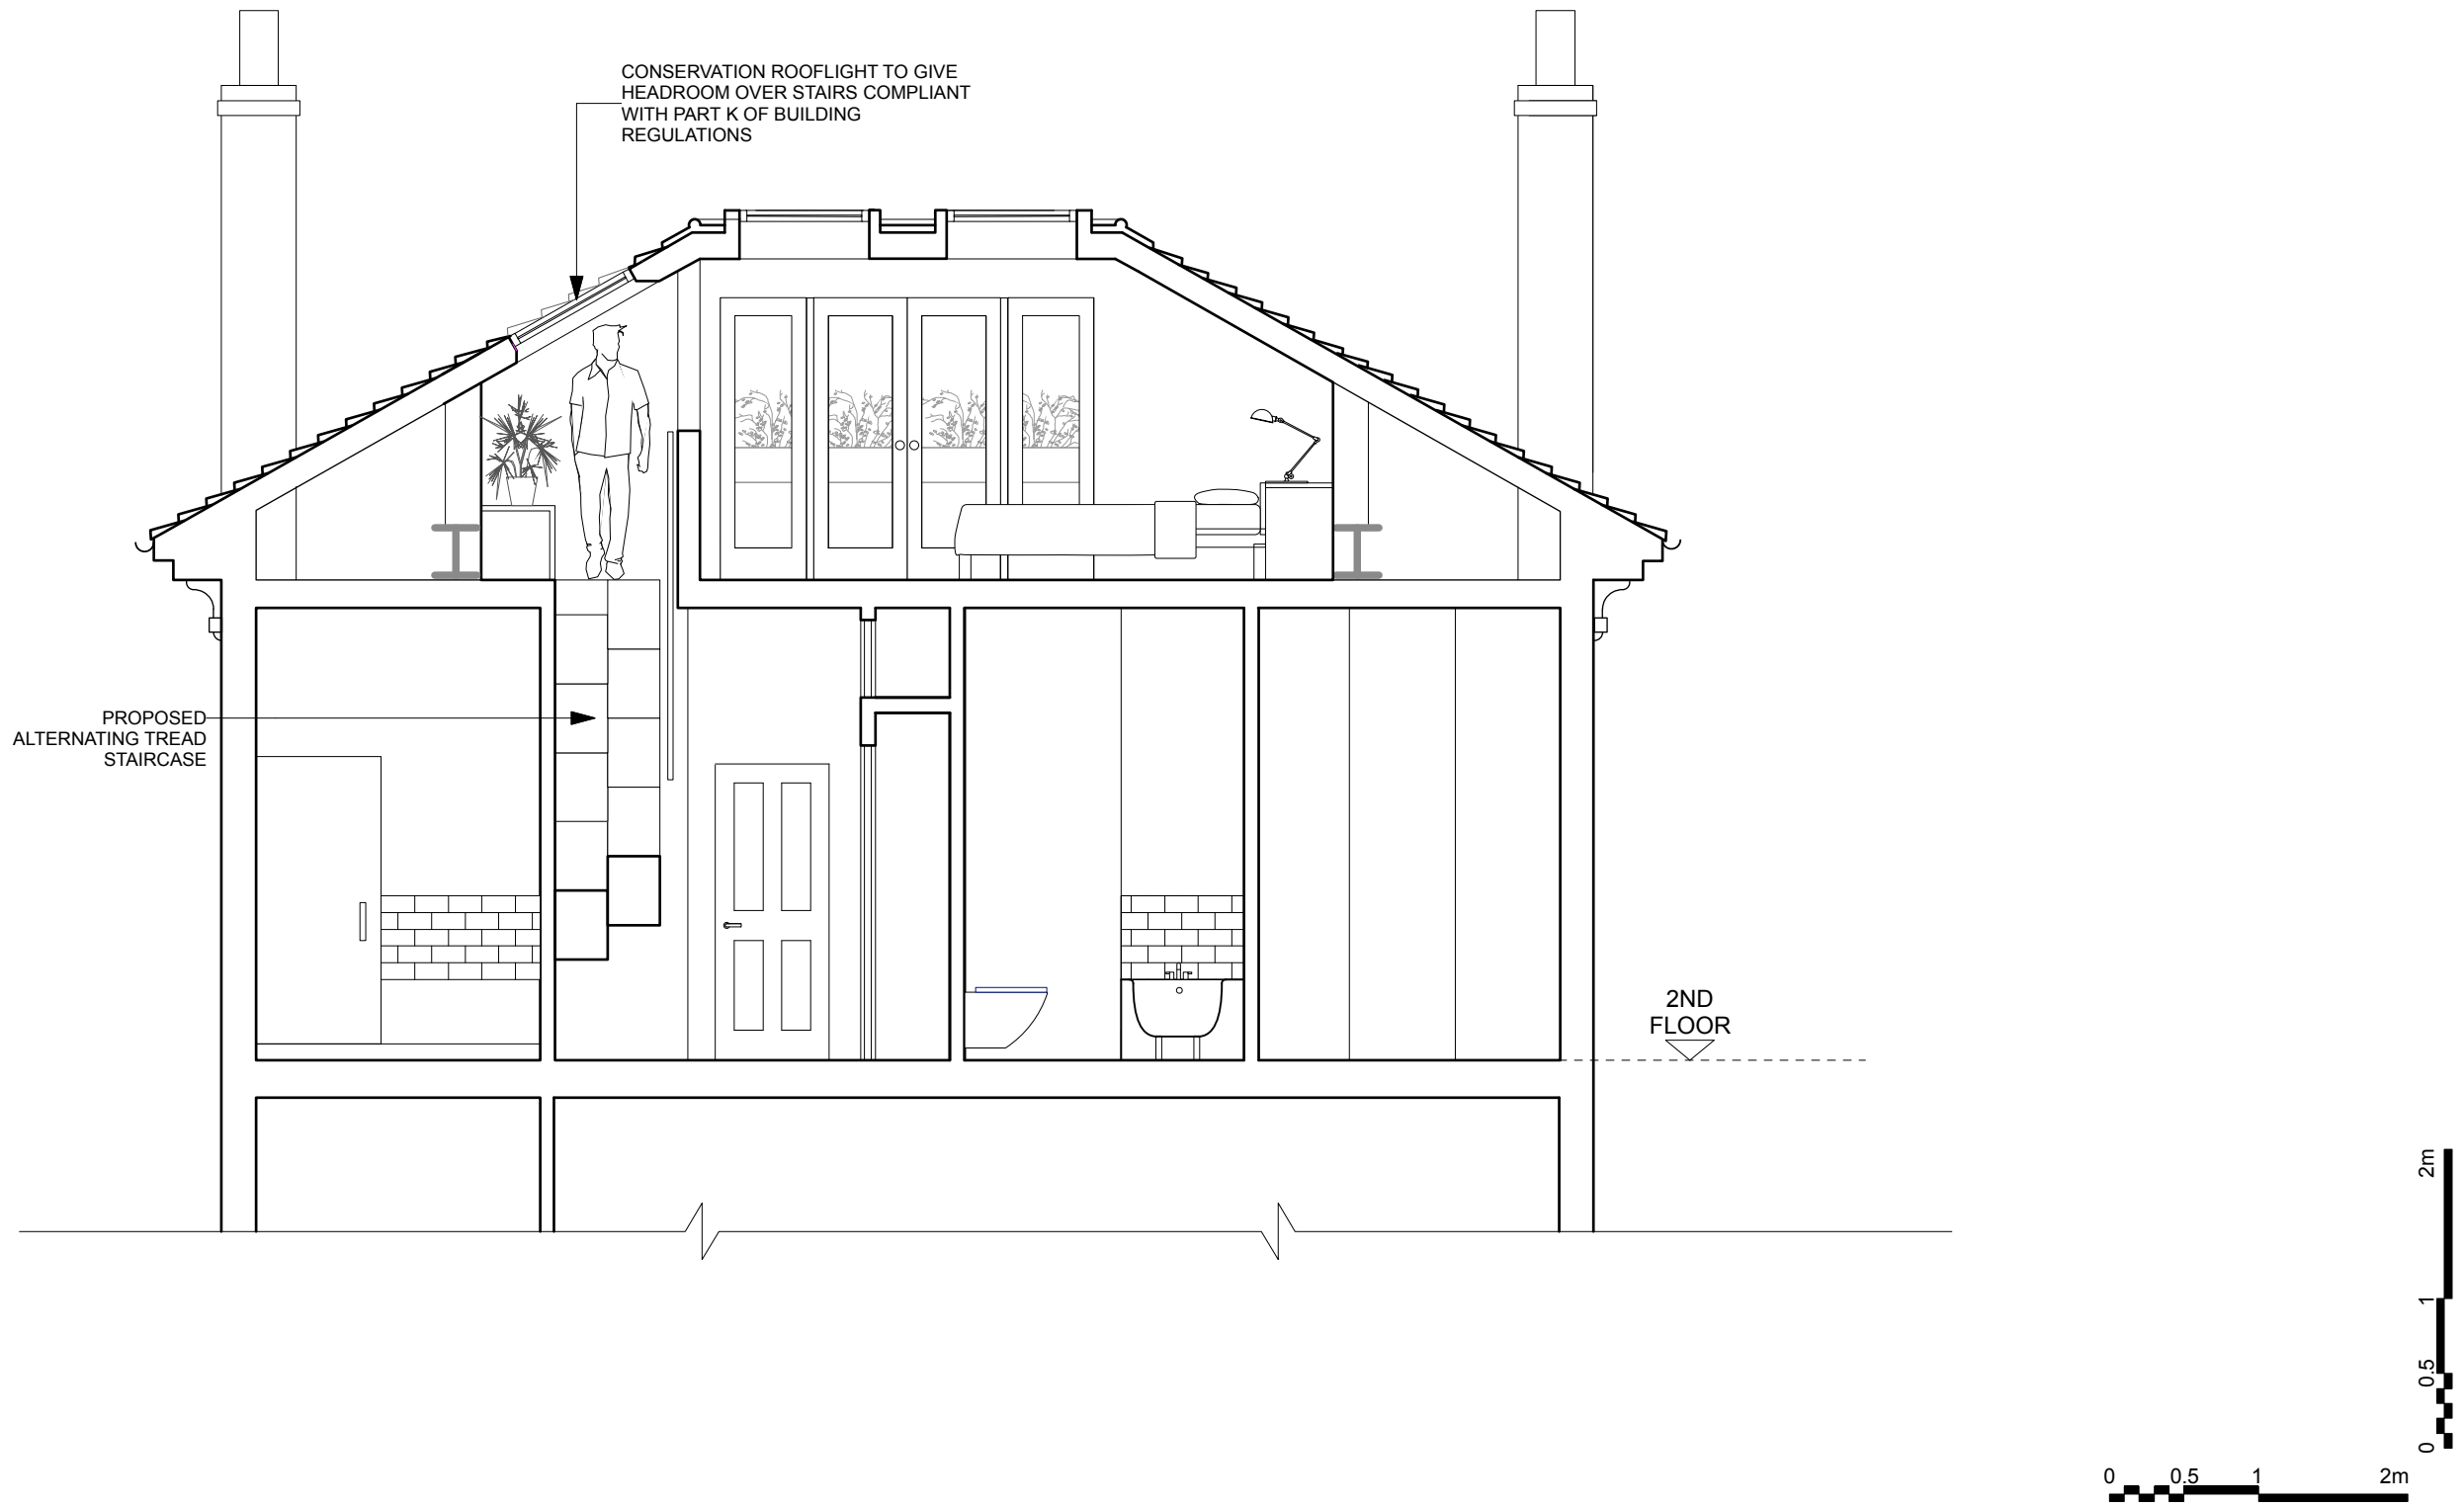 CONSERVATION ROOFLIGHT TO GIVE
HEADROOM OVER STAIRS COMPLIANT
WITH PART K OF BUILDING
REGULATIONS
PROPOSED
ALTERNATING TREAD
STAIRCASE
2ND
FLOOR
2m
1
0.5
0
0 0.5 1 2m